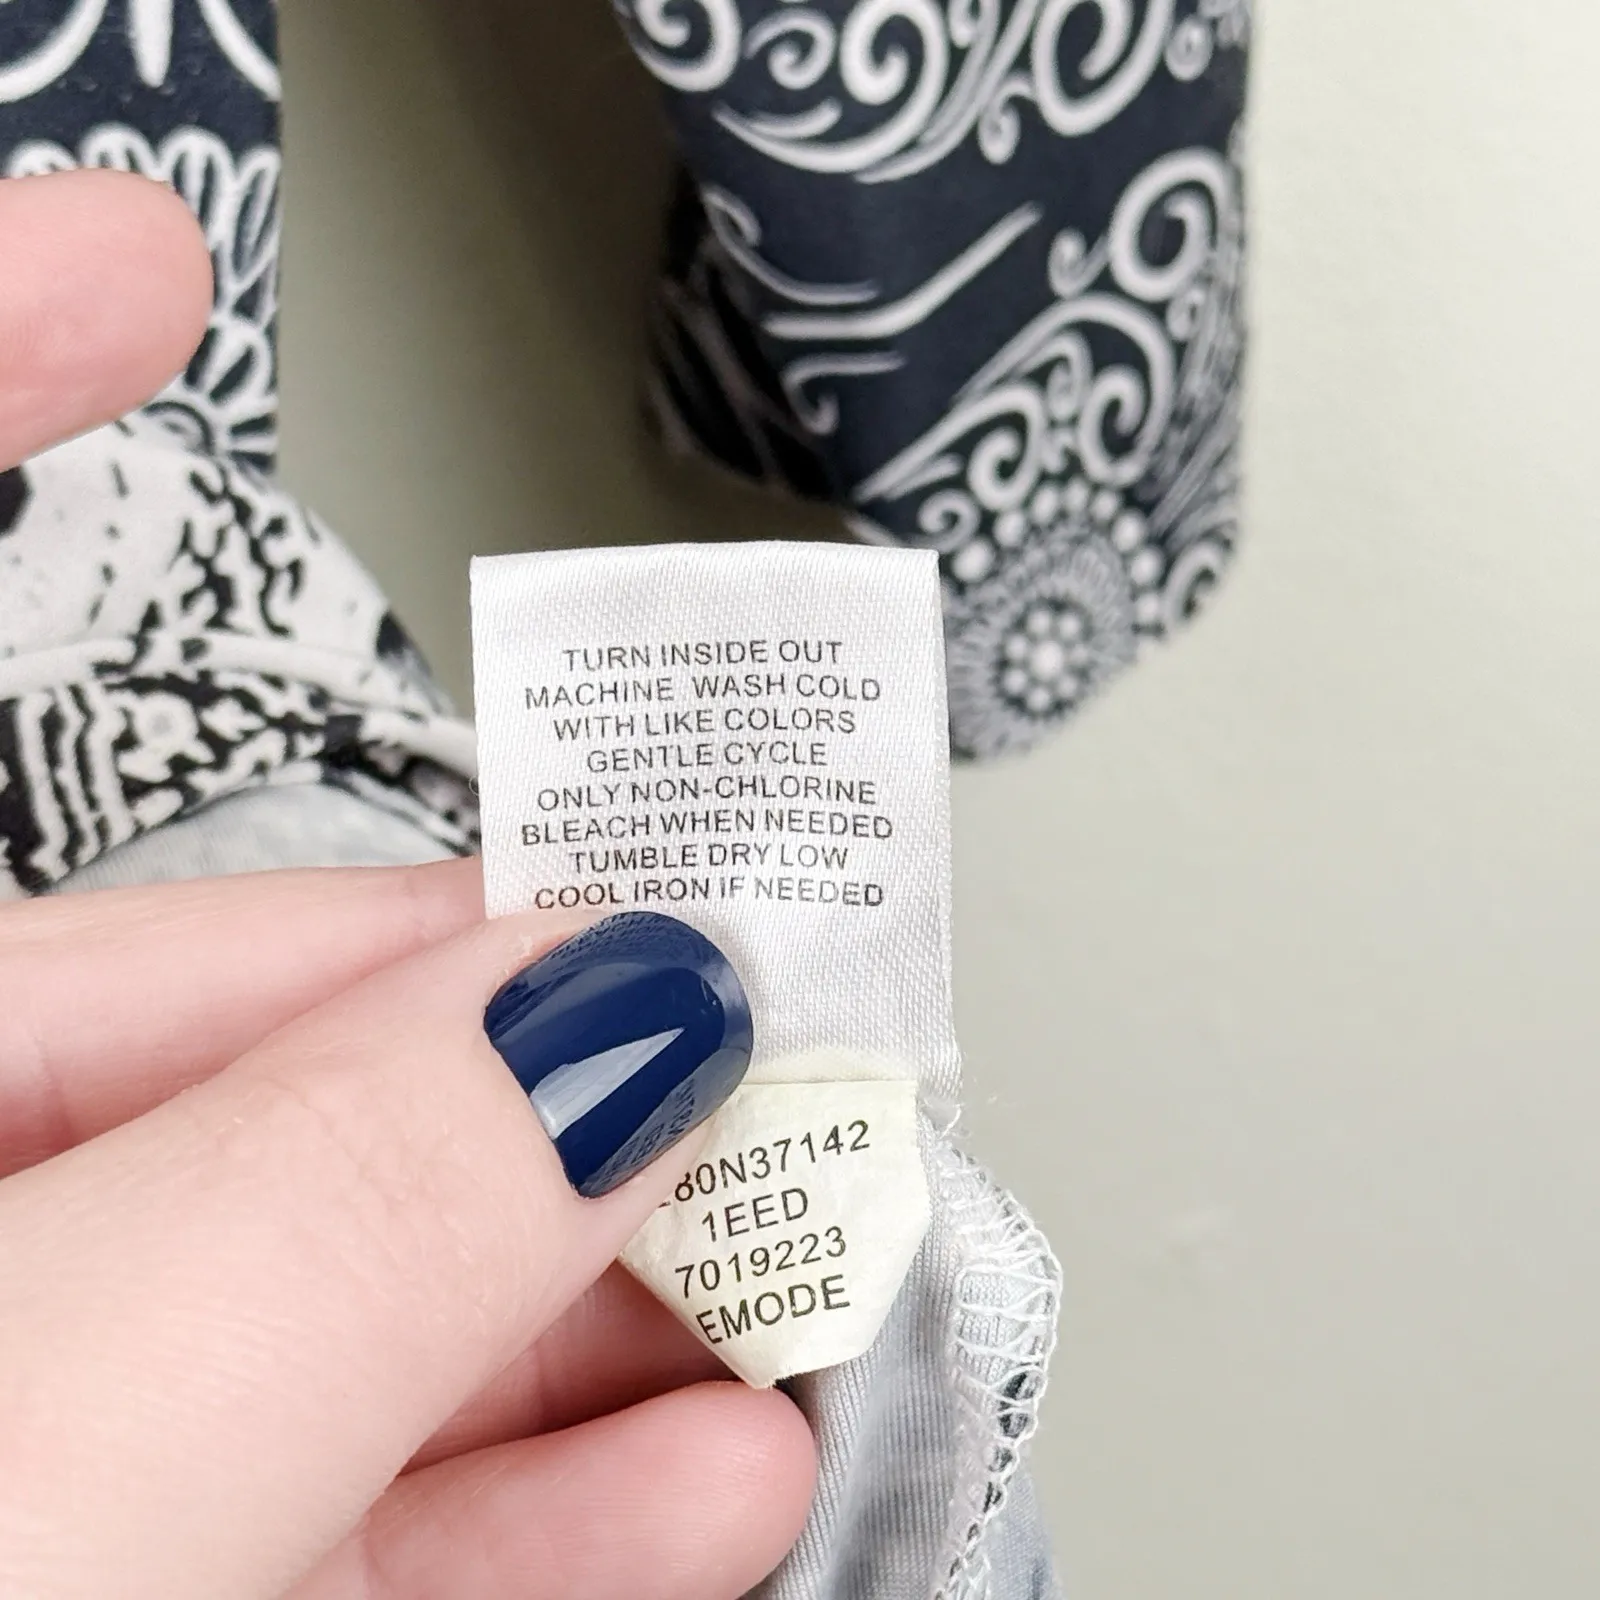 TURN INSIDE OUT
MACHINE WASH COLD
WITH LIKE COLORS
GENTLE CYCLE
ONLY NON-CHLORINE
BLEACH WHEN NEEDED
TUMBLE DRY LOW
COOL IRON IF NEEDED
80N37142
1EED
7019223
EMODE